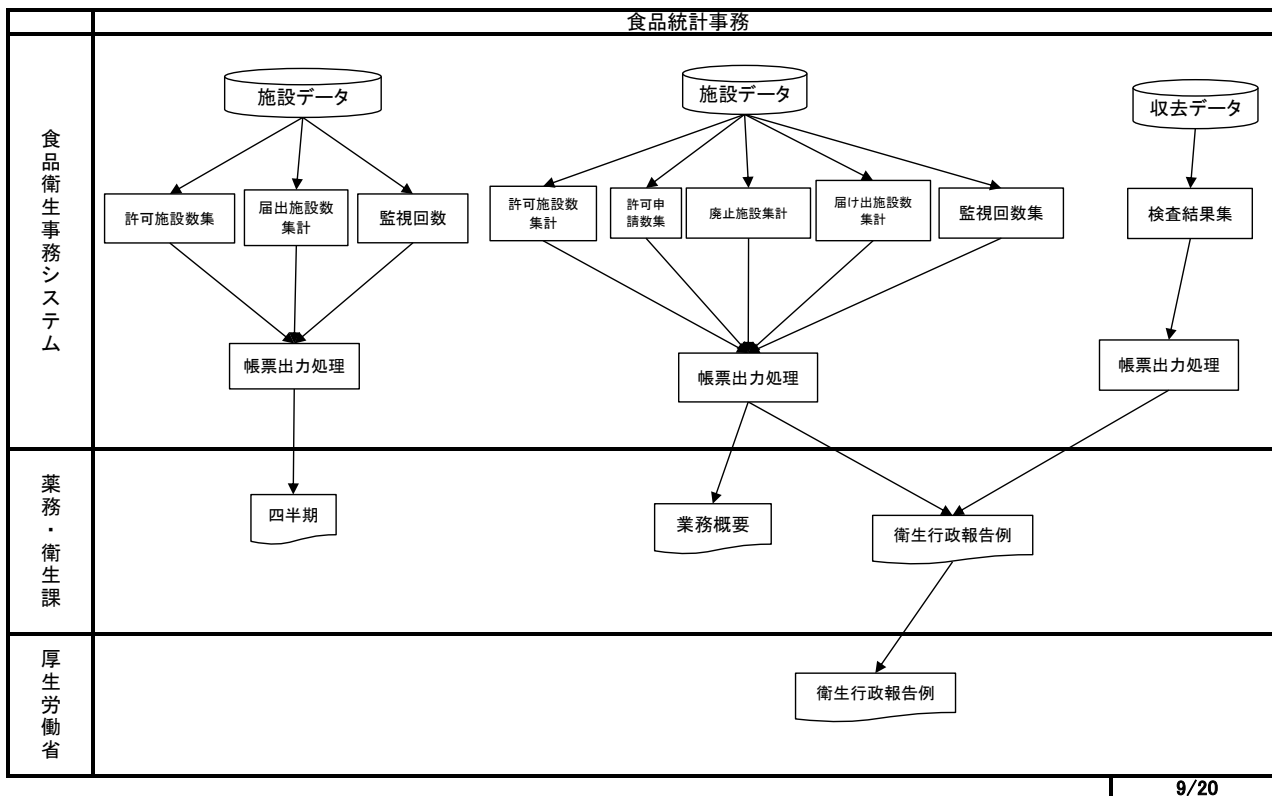 食品統計事務
食品衛生事務システム
施設データ
施設データ
収去データ
許可施設数集
届出施設数
集計
監視回数
許可施設数
集計
許可申
請数集
廃止施設集計
届け出施設数
集計
監視回数集
検査結果集
帳票出力処理
帳票出力処理
帳票出力処理
薬務・衛生課
四半期
業務概要
衛生行政報告例
厚生労働省
衛生行政報告例
9/20